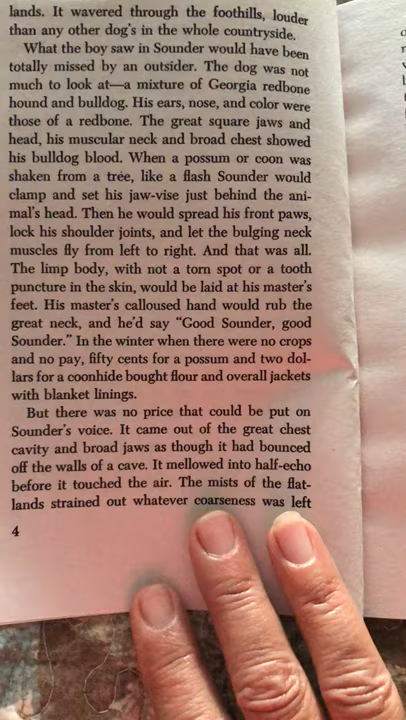 lands. It wavered through the foothills, louder
than any other dog's in the whole countryside.
What the boy saw in Sounder would have been
totally missed by an outsider. The dog was not
much to look at—a mixture of Georgia redbone
hound and bulldog. His ears, nose, and color were
those of a redbone. The great square jaws and
head, his muscular neck and broad chest showed
his bulldog blood. When a possum or coon was
shaken from a tree, like a flash Sounder would
clamp and set his jaw-vise just behind the ani-
mal's head. Then he would spread his front paws,
lock his shoulder joints, and let the bulging neck
muscles fly from left to right. And that was all.
The limp body, with not a torn spot or a tooth
puncture in the skin, would be laid at his master's
feet. His master's calloused hand would rub the
great neck, and he'd say "Good Sounder, good
Sounder." In the winter when there were no crops
and no pay, fifty cents for a possum and two dol-
lars for a coonhide bought flour and overall jackets
with blanket linings.
But there was no price that could be put on
Sounder's voice. It came out of the great chest
cavity and broad jaws as though it had bounced
off the walls of a cave. It mellowed into half-echo
before it touched the air. The mists of the flat-
lands strained out whatever coarseness was left
4